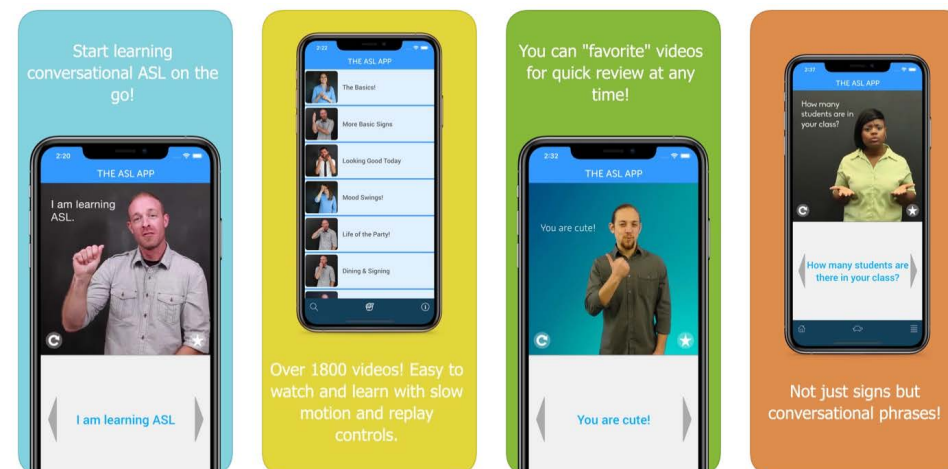 Start learning
conversational ASL on the
go!
2:20
THE ASL APP
I am learning
ASL.
I am learning ASL
2:22
THE ASL APP
The Basics!
More Basic Signs
Looking Good Today
Mood Swings!
Life of the Party!
Dining & Signing
Over 1800 videos! Easy to
watch and learn with slow
motion and replay
controls.
You can "favorite" videos
for quick review at any
time!
2:32
THE ASL APP
You are cute!
You are cute!
2:37
THE ASL APP
How many
students are in
your class?
How many students are
there in your class?
Not just signs but
conversational phrases!